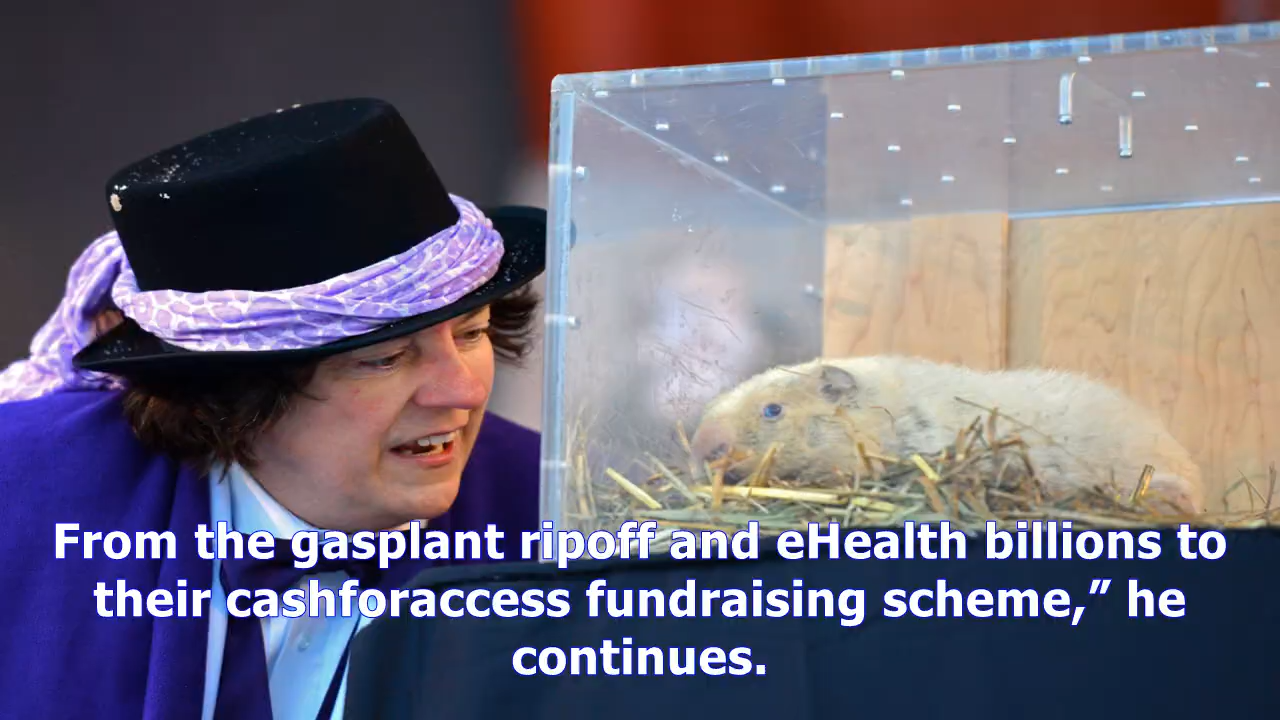 From the gasplant ripoff and eHealth billions to
their cashforaccess fundraising scheme,” he
continues.